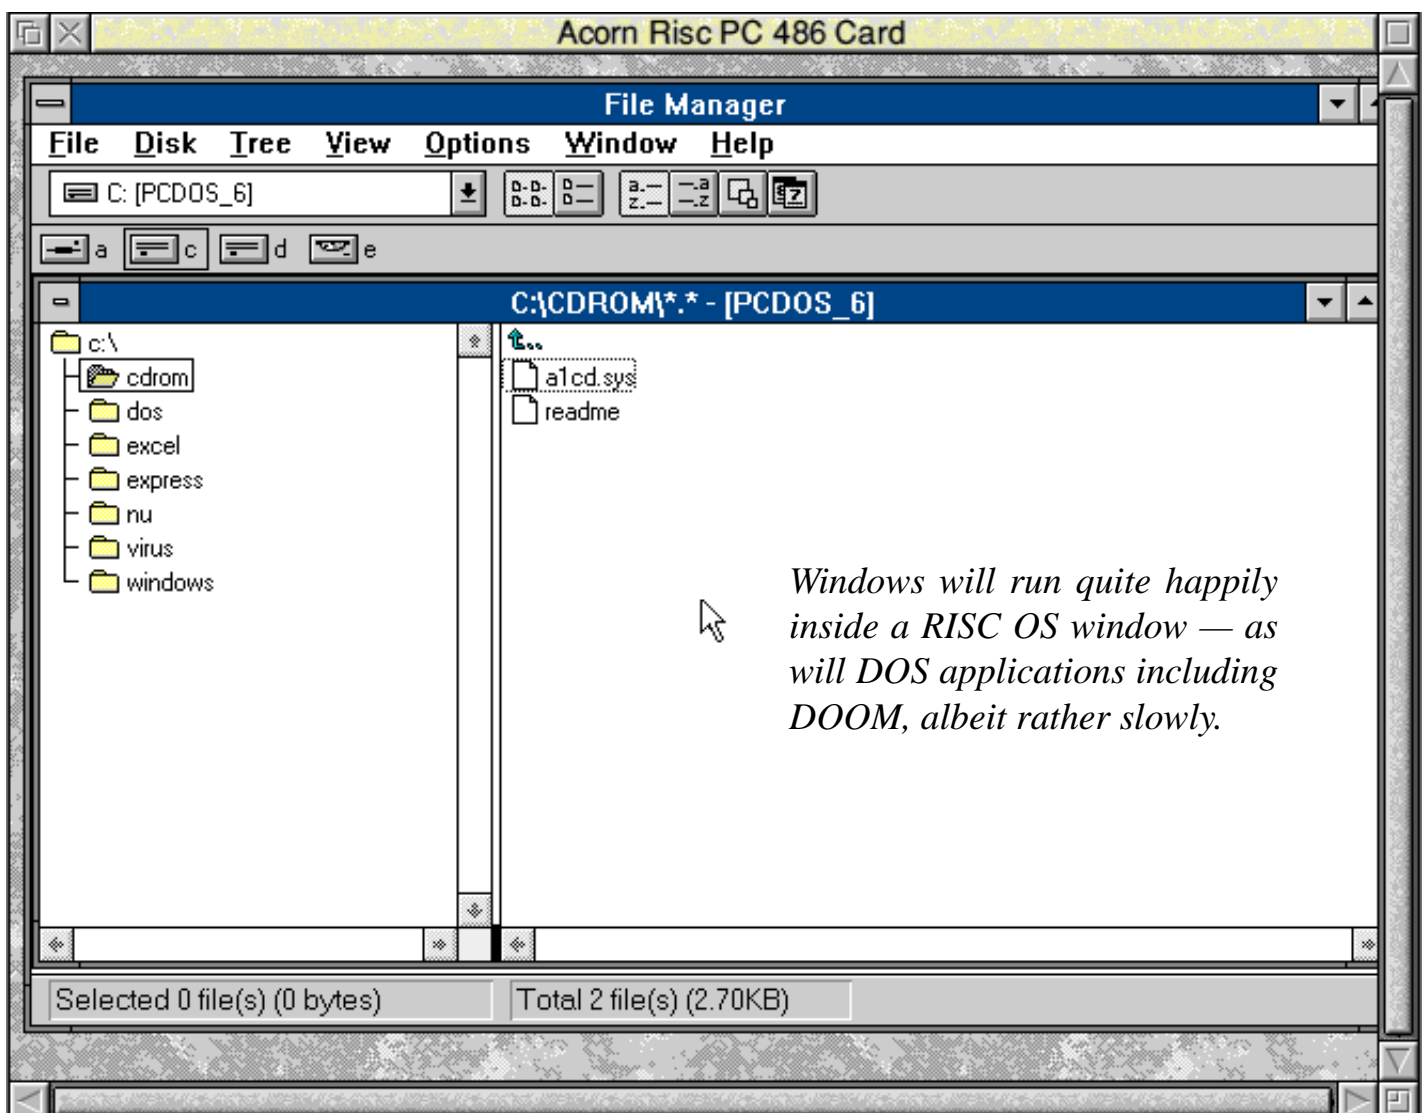 Acorn Risc PC 486 Card
File Manager
File Disk Tree View Options Window Help
C: [PCDOS_6]
a c d e
C:\CDROM\*.* - [PCDOS_6]
c:\
cdrom
dos
excel
express
nu
virus
windows
..
a1cd.sys
readme
Windows will run quite happily
inside a RISC OS window — as
will DOS applications including
DOOM, albeit rather slowly.
Selected 0 file(s) (0 bytes)
Total 2 file(s) (2.70KB)